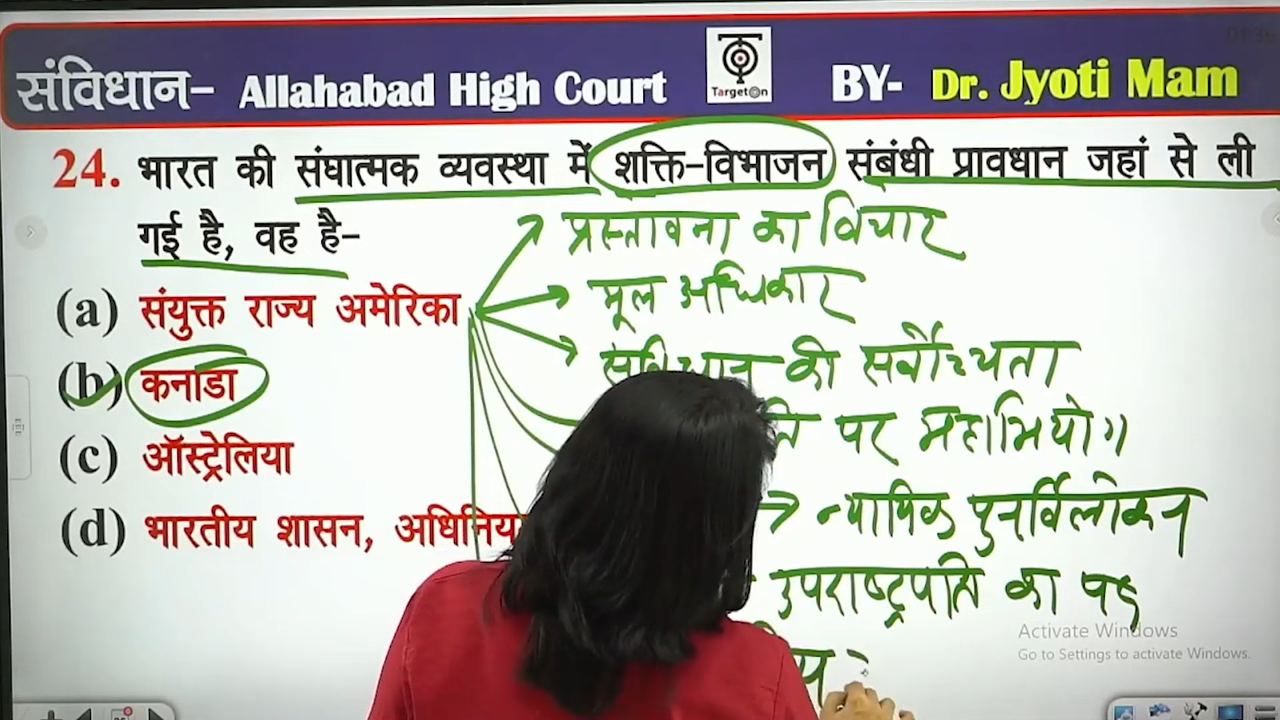 संविधान- Allahabad High Court TargetOn BY- Dr. Jyoti Mam
24. भारत की संघात्मक व्यवस्था में शक्ति-विभाजन संबंधी प्रावधान जहां से ली
गई है, वह है-
प्रस्तावना का विचार
(a) संयुक्त राज्य अमेरिका
मूल अधिकार
संविधान की सर्वोच्चता
(b) कनाडा
पर महाभियोग
(c) ऑस्ट्रेलिया
न्यायिक पुनर्विलोकन
(d) भारतीय शासन,
उपराष्ट्रपति का पद
Activate Windows
Go to Settings to activate Windows.